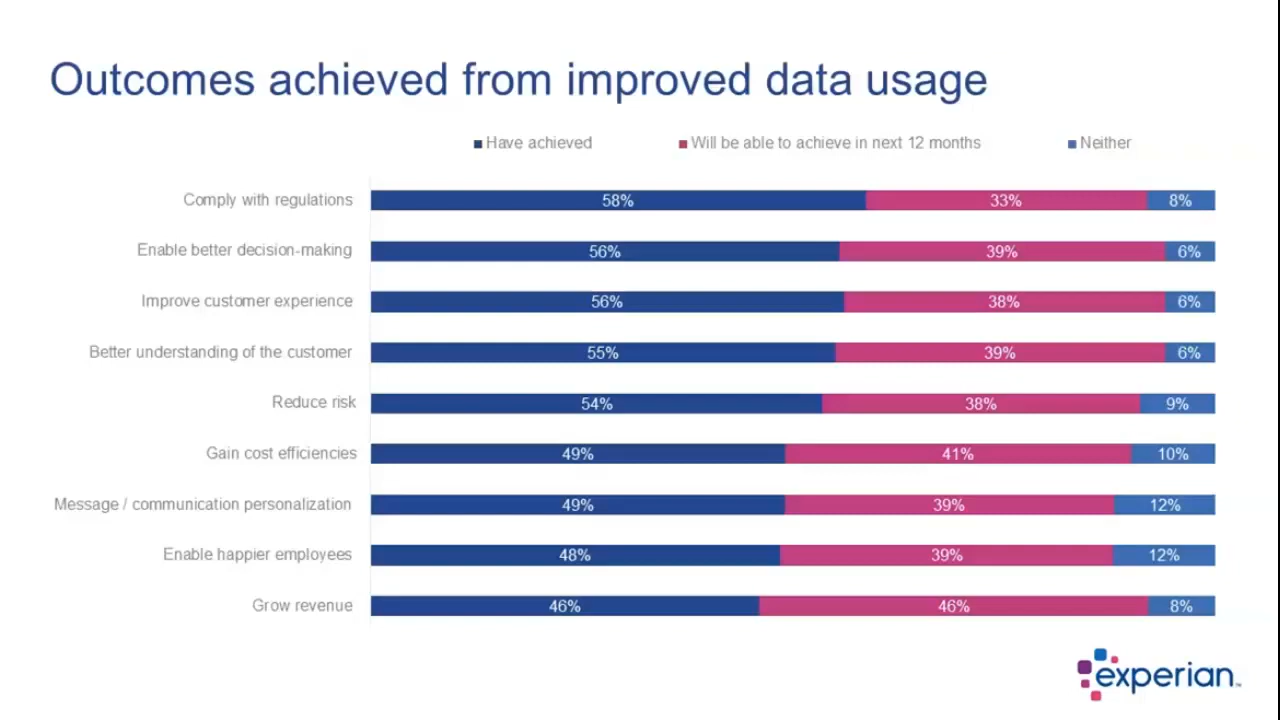 Outcomes achieved from improved data usage
Have achieved Will be able to achieve in next 12 months Neither
Comply with regulations 58% 33% 8%
Enable better decision-making 56% 39% 6%
Improve customer experience 56% 38% 6%
Better understanding of the customer 55% 39% 6%
Reduce risk 54% 38% 9%
Gain cost efficiencies 49% 41% 10%
Message / communication personalization 49% 39% 12%
Enable happier employees 48% 39% 12%
Grow revenue 46% 46% 8%
experian™